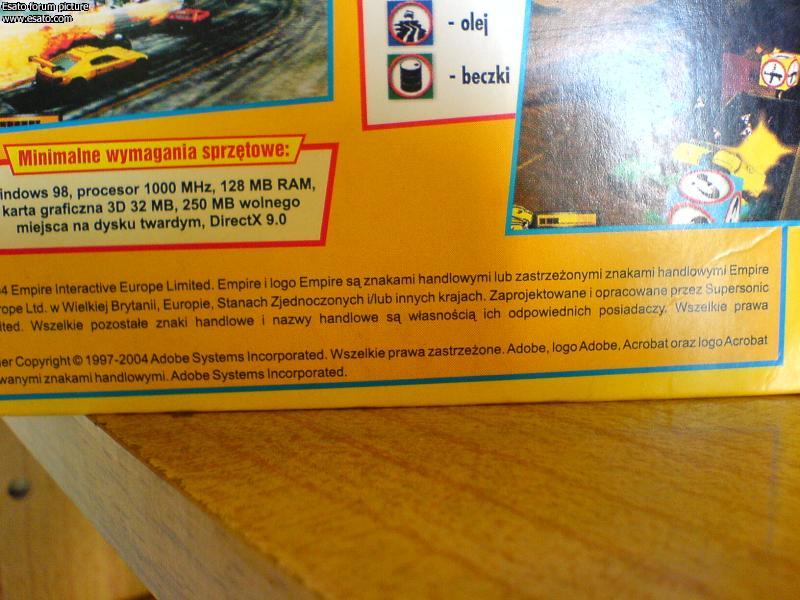 Esato forum picture
www.esato.com
- olej
- beczki
Minimalne wymagania sprzętowe:
indows 98, procesor 1000 MHz, 128 MB RAM,
karta graficzna 3D 32 MB, 250 MB wolnego
miejsca na dysku twardym, DirectX 9.0
4 Empire Interactive Europe Limited. Empire i logo Empire są znakami handlowymi lub zastrzeżonymi znakami handlowymi Empire
rope Ltd. w Wielkiej Brytanii, Europie, Stanach Zjednoczonych i/lub innych krajach. Zaprojektowane i opracowane przez Supersonic
ited. Wszelkie pozostałe znaki handlowe i nazwy handlowe są własnością ich odpowiednich posiadaczy. Wszelkie prawa
er Copyright © 1997-2004 Adobe Systems Incorporated. Wszelkie prawa zastrzeżone. Adobe, logo Adobe, Acrobat oraz logo Acrobat
wanymi znakami handlowymi. Adobe Systems Incorporated.